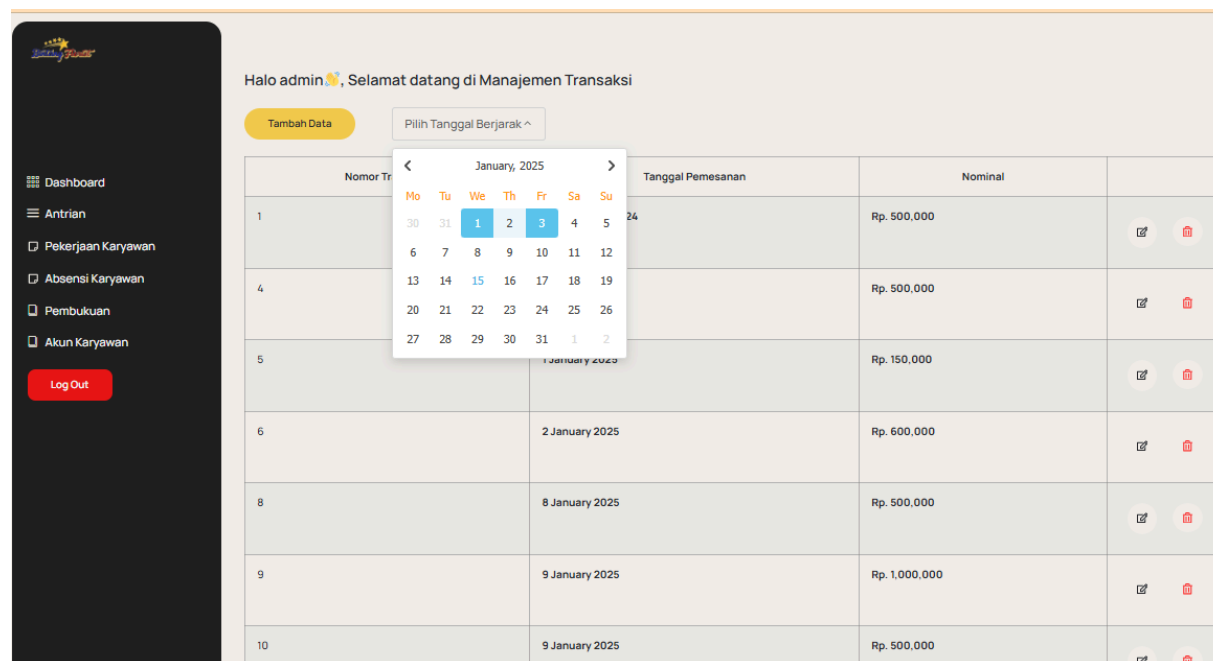 Halo admin👋, Selamat datang di Manajemen Transaksi
Tambah Data
Pilih Tanggal Berjarak ^
Dashboard
Antrian
Pekerjaan Karyawan
Absensi Karyawan
Pembukuan
Akun Karyawan
Log Out
January, 2025
Mo Tu We Th Fr Sa Su
30 31 1 2 3 4 5
6 7 8 9 10 11 12
13 14 15 16 17 18 19
20 21 22 23 24 25 26
27 28 29 30 31 1 2
Nomor Tanggal Pemesanan Nominal
1 24 Rp. 500,000
4 Rp. 500,000
5 1 January 2025 Rp. 150,000
6 2 January 2025 Rp. 600,000
8 8 January 2025 Rp. 500,000
9 9 January 2025 Rp. 1,000,000
10 9 January 2025 Rp. 500,000